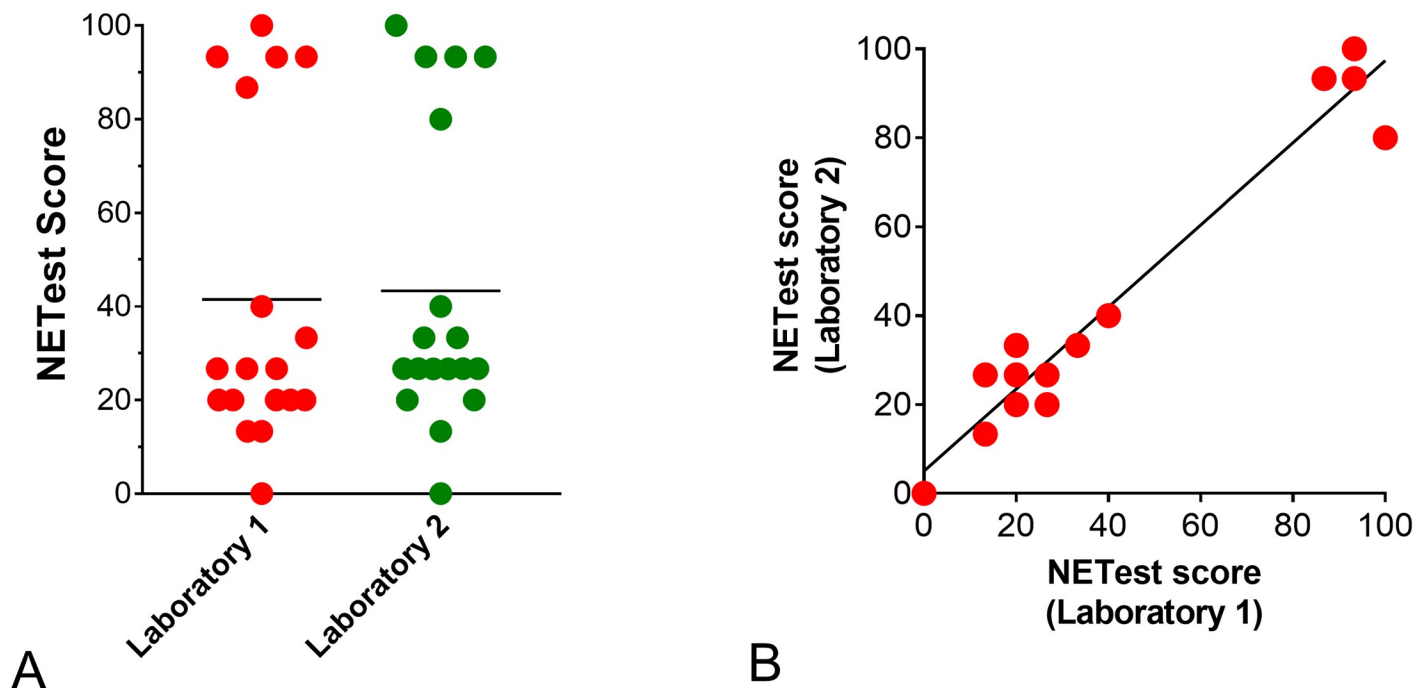 NETest Score
100
80
60
40
20
0
Laboratory 1
Laboratory 2
A
NETest score
(Laboratory 2)
100
80
60
40
20
0
0 20 40 60 80 100
NETest score
(Laboratory 1)
B